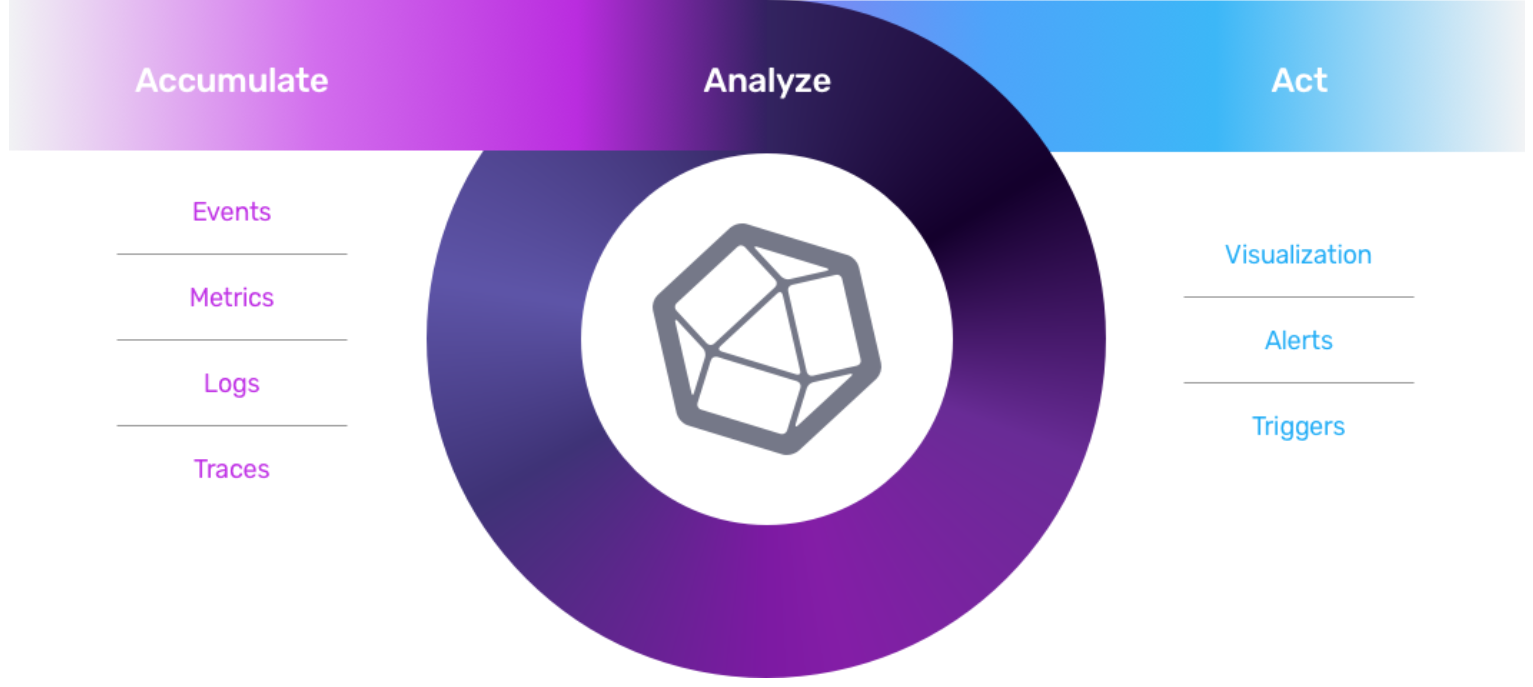 Accumulate
Analyze
Act
Events
Metrics
Logs
Traces
Visualization
Alerts
Triggers